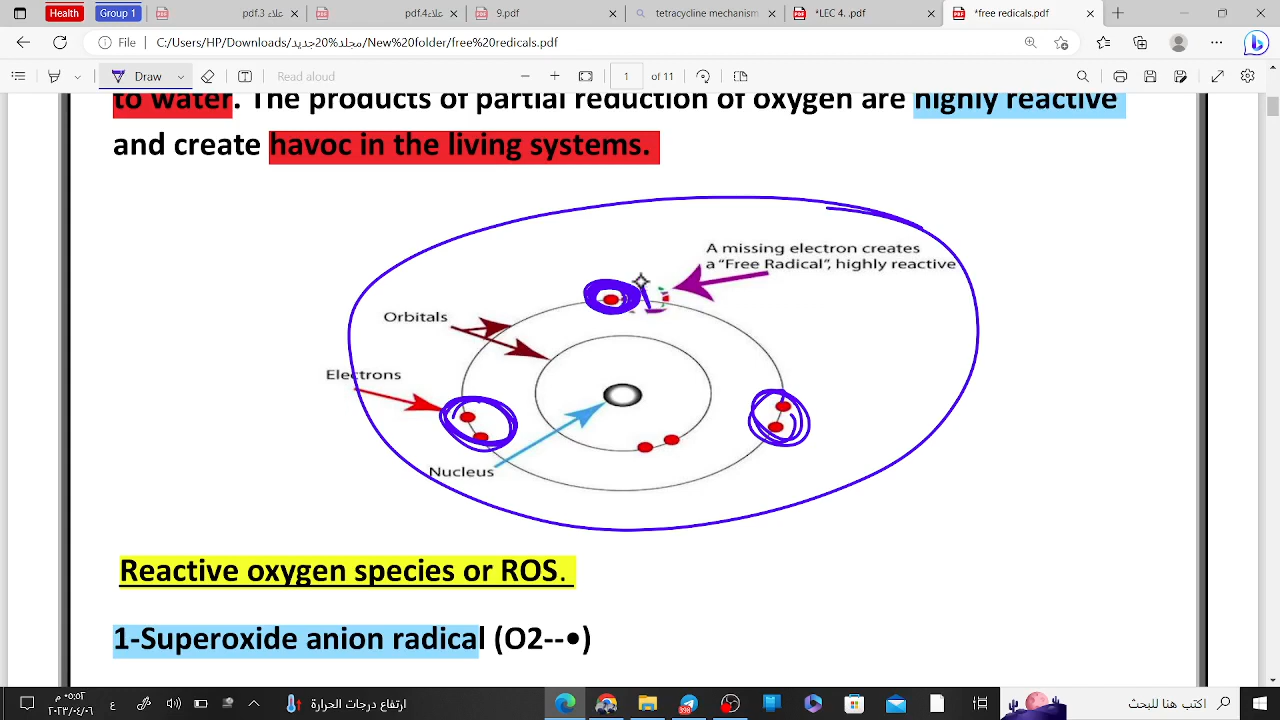 Health
Group 1
pdf.3 علاء
pdf.4 علاء
9.pdf
tetracycline mechanism
LEC 4.
*free redicals.pdf
File
C:/Users/HP/Downloads/مجلد%20جديد/New%20folder/free%20redicals.pdf
Draw
Read aloud
1
of 11
to water. The products of partial reduction of oxygen are highly reactive
and create havoc in the living systems.
A missing electron creates
a “Free Radical”, highly reactive
Orbitals
Electrons
Nucleus
Reactive oxygen species or ROS.
1-Superoxide anion radical (O2--•)
ارتفاع درجات الحرارة
اكتب هنا للبحث